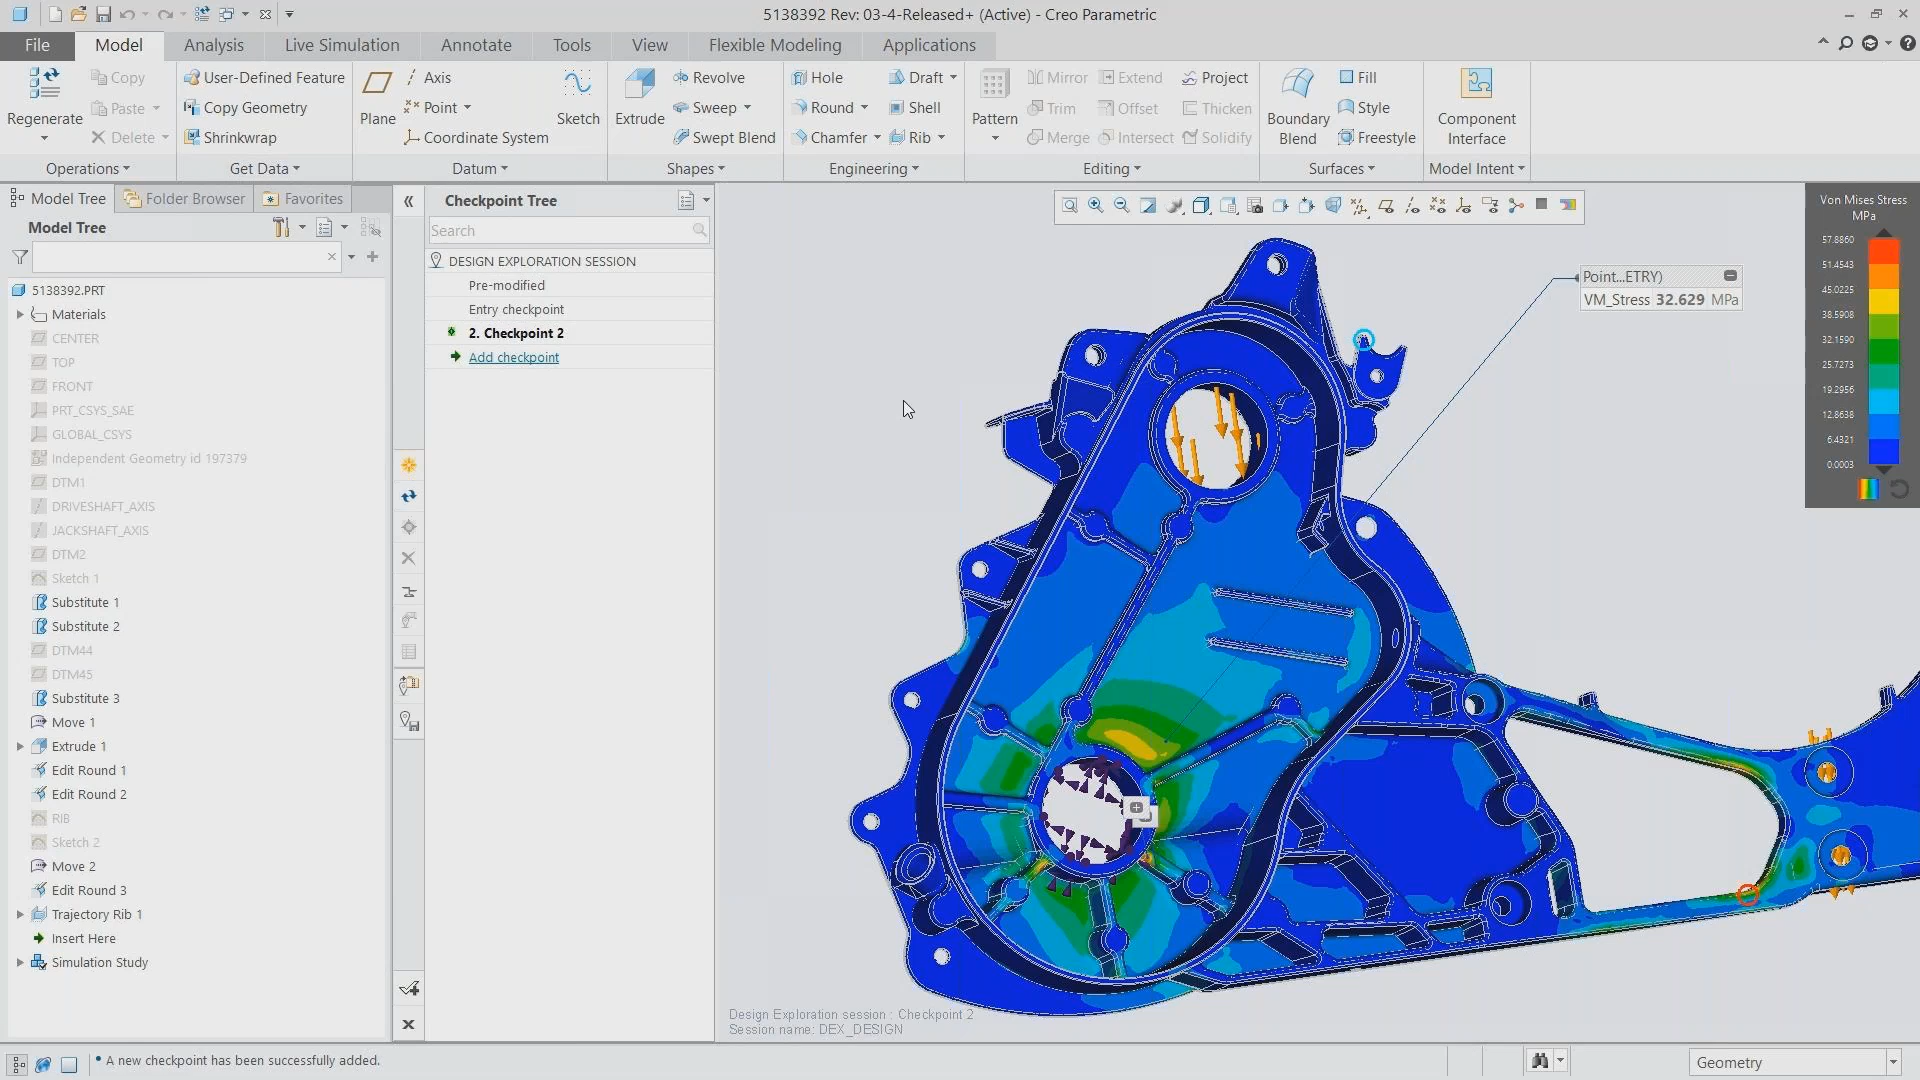 5138392 Rev: 03-4-Released+ (Active) - Creo Parametric
File Model Analysis Live Simulation Annotate Tools View Flexible Modeling Applications
Regenerate
Copy
Paste
Delete
Operations
User-Defined Feature
Copy Geometry
Shrinkwrap
Get Data
Plane
Axis
Point
Coordinate System
Sketch
Datum
Extrude
Revolve
Sweep
Swept Blend
Shapes
Hole
Round
Chamfer
Draft
Shell
Rib
Engineering
Pattern
Mirror
Trim
Merge
Extend
Offset
Intersect
Project
Thicken
Solidify
Editing
Boundary
Blend
Fill
Style
Freestyle
Surfaces
Component
Interface
Model Intent
Model Tree Folder Browser Favorites
Model Tree
5138392.PRT
Materials
CENTER
TOP
FRONT
PRT_CSYS_SAE
GLOBAL_CSYS
Independent Geometry id 197379
DTM1
DRIVESHAFT_AXIS
JACKSHAFT_AXIS
DTM2
Sketch 1
Substitute 1
Substitute 2
DTM44
DTM45
Substitute 3
Move 1
Extrude 1
Edit Round 1
Edit Round 2
RIB
Sketch 2
Move 2
Edit Round 3
Trajectory Rib 1
Insert Here
Simulation Study
Checkpoint Tree
Search
DESIGN EXPLORATION SESSION
Pre-modified
Entry checkpoint
2. Checkpoint 2
Add checkpoint
Point...ETRY)
VM_Stress 32.629 MPa
Von Mises Stress
MPa
57.8860
51.4543
45.0225
38.5908
32.1590
25.7273
19.2956
12.8638
6.4321
0.0003
Design Exploration session : Checkpoint 2
Session name: DEX_DESIGN
A new checkpoint has been successfully added.
Geometry